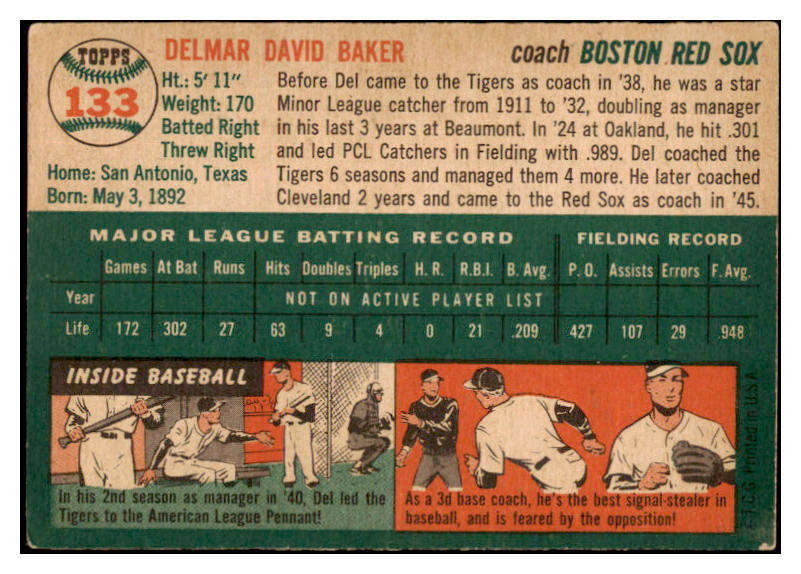 TOPPS
133
DELMAR DAVID BAKER
coach BOSTON RED SOX
Ht.: 5' 11"
Weight: 170
Batted Right
Threw Right
Home: San Antonio, Texas
Born: May 3, 1892
Before Del came to the Tigers as coach in '38, he was a star
Minor League catcher from 1911 to '32, doubling as manager
in his last 3 years at Beaumont. In '24 at Oakland, he hit .301
and led PCL Catchers in Fielding with .989. Del coached the
Tigers 6 seasons and managed them 4 more. He later coached
Cleveland 2 years and came to the Red Sox as coach in '45.
MAJOR LEAGUE BATTING RECORD FIELDING RECORD
Games At Bat Runs Hits Doubles Triples H. R. R.B.I. B. Avg. P. O. Assists Errors F. Avg.
Year NOT ON ACTIVE PLAYER LIST
Life 172 302 27 63 9 4 0 21 .209 427 107 29 .948
INSIDE BASEBALL
In his 2nd season as manager in '40, Del led the
Tigers to the American League Pennant!
As a 3d base coach, he's the best signal-stealer in
baseball, and is feared by the opposition!
T.C.G. Printed in U.S.A.